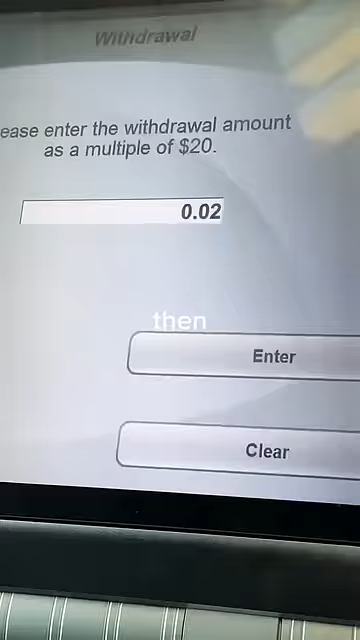 Withdrawal
ease enter the withdrawal amount
as a multiple of $20.
0.02
then
Enter
Clear